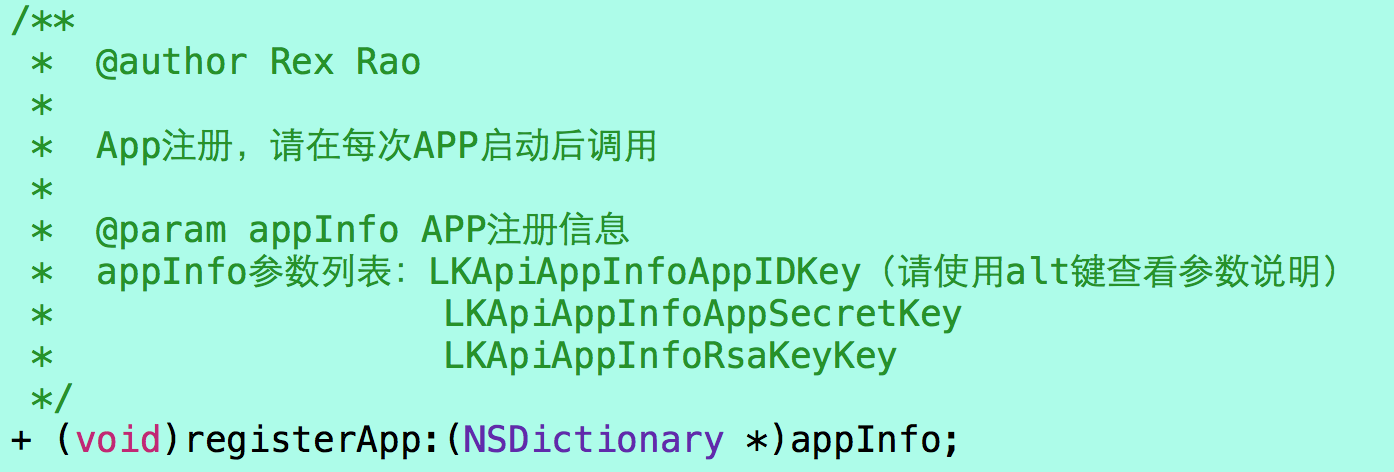 /**
 *  @author Rex Rao
 *
 *  App注册，请在每次APP启动后调用
 *
 *  @param appInfo APP注册信息
 *  appInfo参数列表：LKApiAppInfoAppIDKey（请使用alt键查看参数说明）
 *                  LKApiAppInfoAppSecretKey
 *                  LKApiAppInfoRsaKeyKey
 */
+ (void)registerApp:(NSDictionary *)appInfo;